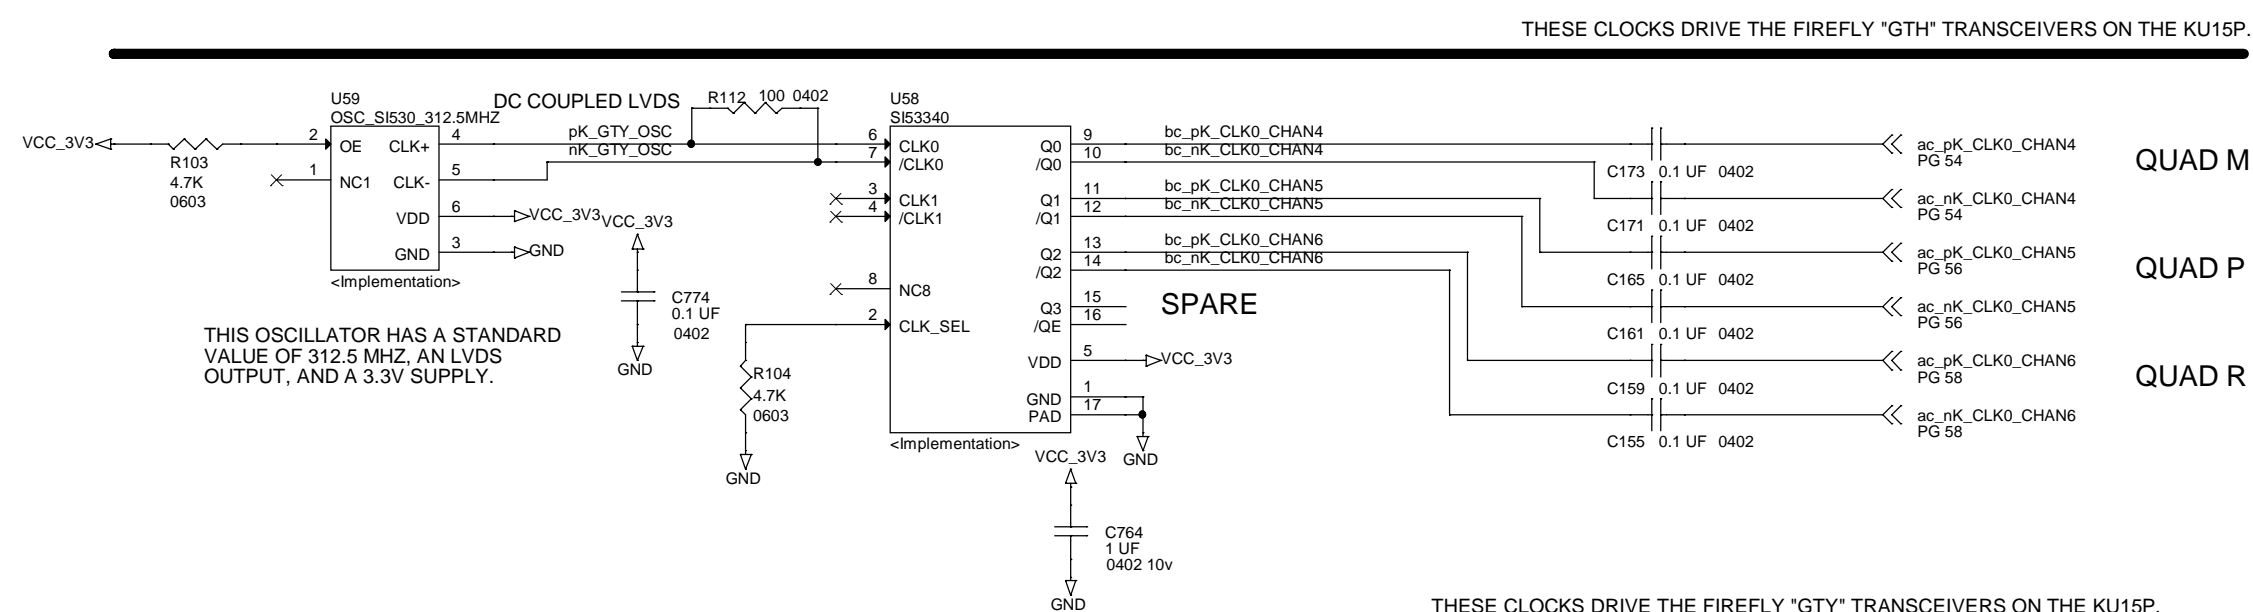 THESE CLOCKS DRIVE THE FIREFLY "GTH" TRANSCEIVERS ON THE KU15P.
U59
OSC_SI530_312.5MHZ
DC COUPLED LVDS
R112 100 0402
U58
SI53340
VCC_3V3
R103
4.7K
0603
2
OE
CLK+
4
pK_GTY_OSC
nK_GTY_OSC
1
NC1
CLK-
5
VDD
6
VCC_3V3
GND
3
GND
<Implementation>
VCC_3V3
C774
0.1 UF
0402
GND
THIS OSCILLATOR HAS A STANDARD
VALUE OF 312.5 MHZ, AN LVDS
OUTPUT, AND A 3.3V SUPPLY.
6
CLK0
7
/CLK0
3
CLK1
4
/CLK1
8
NC8
2
CLK_SEL
R104
4.7K
0603
GND
Q0
9
bc_pK_CLK0_CHAN4
/Q0
10
bc_nK_CLK0_CHAN4
Q1
11
bc_pK_CLK0_CHAN5
/Q1
12
bc_nK_CLK0_CHAN5
Q2
13
bc_pK_CLK0_CHAN6
/Q2
14
bc_nK_CLK0_CHAN6
Q3
15
/QE
16
SPARE
VDD
5
VCC_3V3
GND
1
PAD
17
GND
<Implementation>
VCC_3V3
C764
1 UF
0402 10v
GND
C173 0.1 UF 0402
ac_pK_CLK0_CHAN4
PG 54
QUAD M
C171 0.1 UF 0402
ac_nK_CLK0_CHAN4
PG 54
C165 0.1 UF 0402
ac_pK_CLK0_CHAN5
PG 56
QUAD P
C161 0.1 UF 0402
ac_nK_CLK0_CHAN5
PG 56
C159 0.1 UF 0402
ac_pK_CLK0_CHAN6
PG 58
QUAD R
C155 0.1 UF 0402
ac_nK_CLK0_CHAN6
PG 58
THESE CLOCKS DRIVE THE FIREFLY "GTY" TRANSCEIVERS ON THE KU15P.